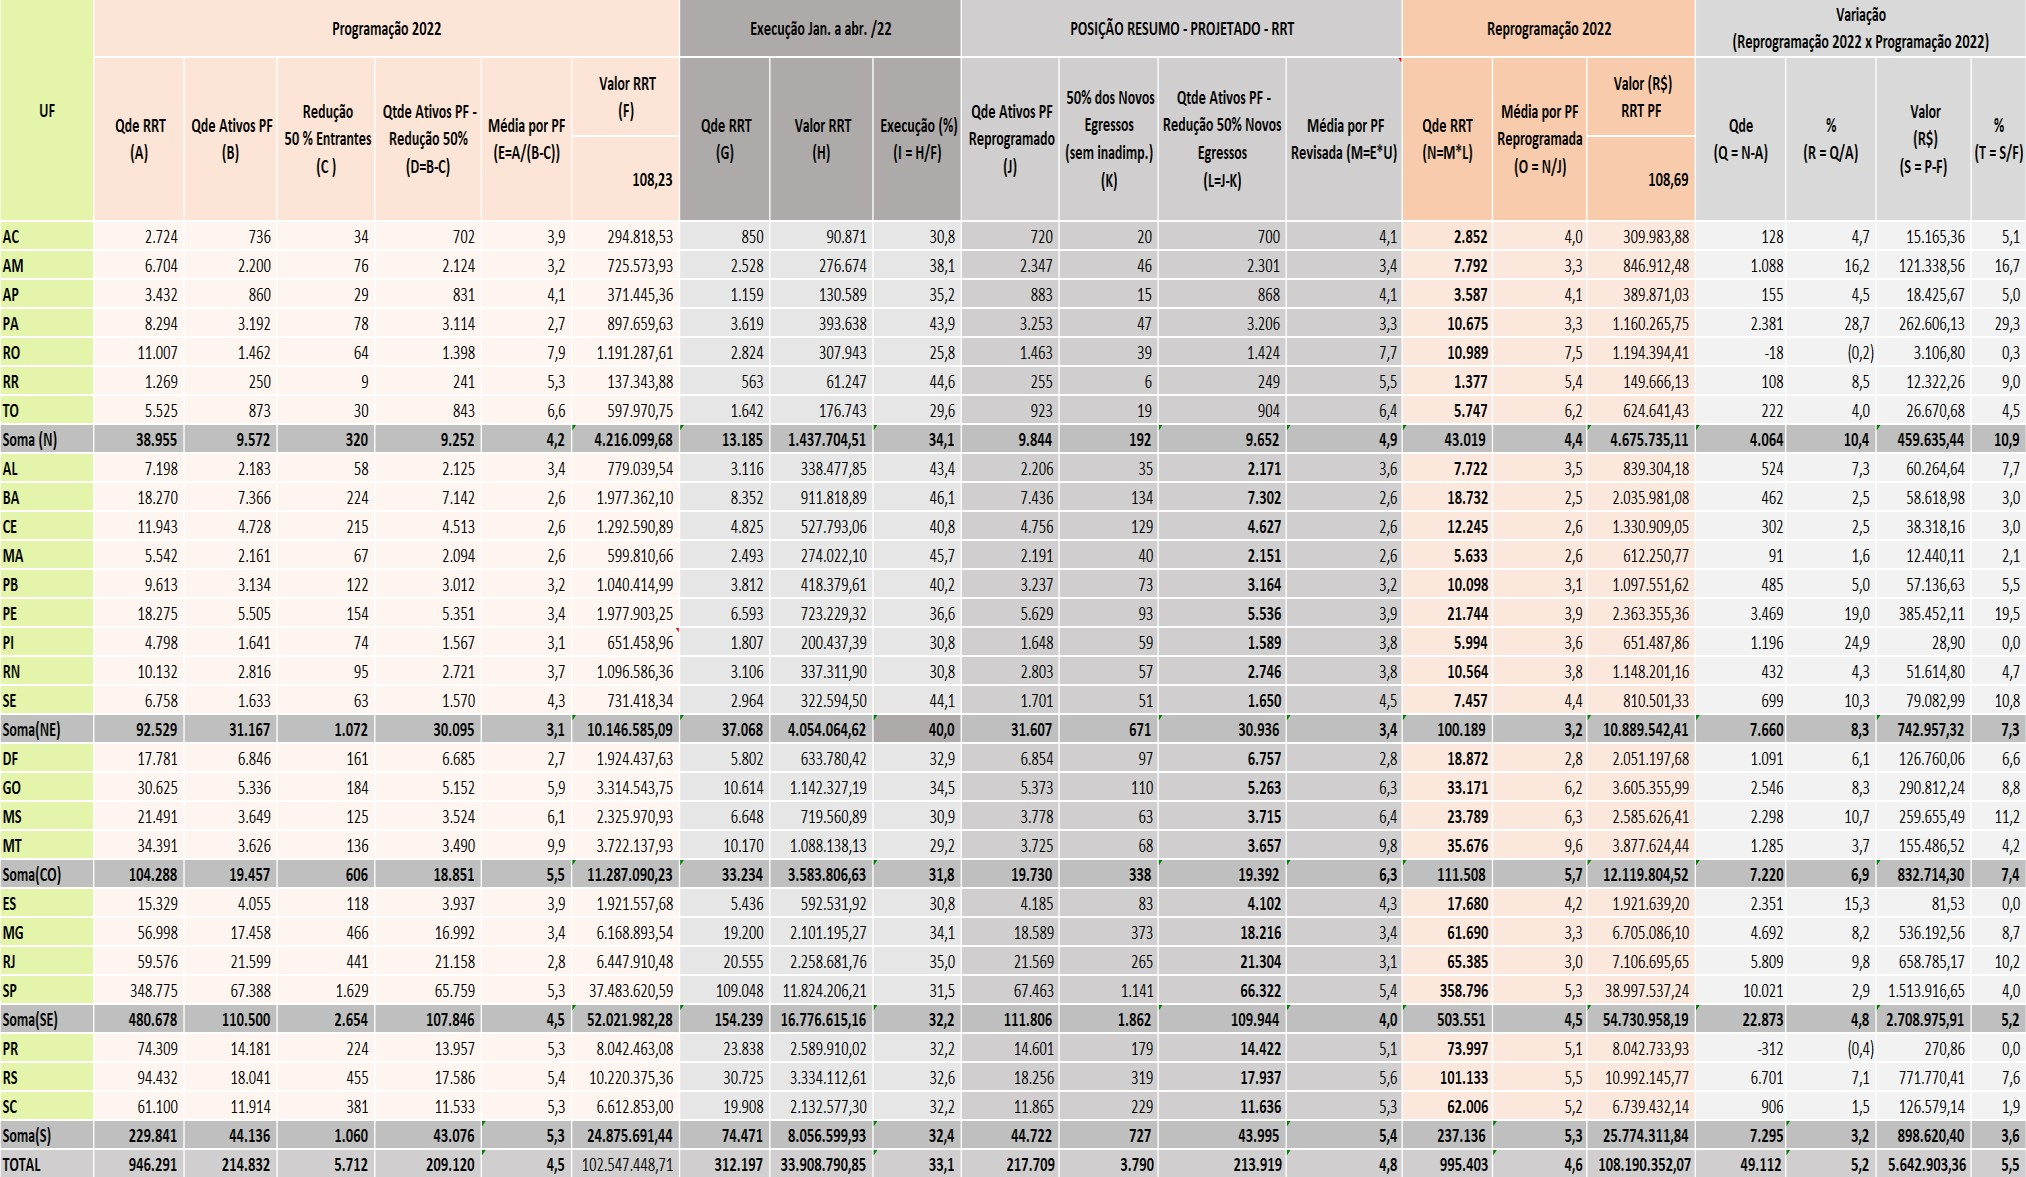 Programação 2022 Execução Jan. a abr. /22 POSIÇÃO RESUMO - PROJETADO - RRT Reprogramação 2022 Variação (Reprogramação 2022 x Programação 2022)
UF Qde RRT (A) Qde Ativos PF (B) Redução 50 % Entrantes (C ) Qtde Ativos PF - Redução 50% (D=B-C) Média por PF (E=A/(B-C)) Valor RRT (F) 108,23 Qde RRT (G) Valor RRT (H) Execução (%) (I = H/F) Qde Ativos PF Reprogramado (J) 50% dos Novos Egressos (sem inadimp.) (K) Qtde Ativos PF - Redução 50% Novos Egressos (L=J-K) Média por PF Revisada (M=E*U) Qde RRT (N=M*L) Média por PF Reprogramada (O = N/J) Valor (R$) RRT PF 108,69 Qde (Q = N-A) % (R = Q/A) Valor (R$) (S = P-F) % (T = S/F)
AC 2.724 736 34 702 3,9 294.818,53 850 90.871 30,8 720 20 700 4,1 2.852 4,0 309.983,88 128 4,7 15.165,36 5,1
AM 6.704 2.200 76 2.124 3,2 725.573,93 2.528 276.674 38,1 2.347 46 2.301 3,4 7.792 3,3 846.912,48 1.088 16,2 121.338,56 16,7
AP 3.432 860 29 831 4,1 371.445,36 1.159 130.589 35,2 883 15 868 4,1 3.587 4,1 389.871,03 155 4,5 18.425,67 5,0
PA 8.294 3.192 78 3.114 2,7 897.659,63 3.619 393.638 43,9 3.253 47 3.206 3,3 10.675 3,3 1.160.265,75 2.381 28,7 262.606,13 29,3
RO 11.007 1.462 64 1.398 7,9 1.191.287,61 2.824 307.943 25,8 1.463 39 1.424 7,7 10.989 7,5 1.194.394,41 -18 (0,2) 3.106,80 0,3
RR 1.269 250 9 241 5,3 137.343,88 563 61.247 44,6 255 6 249 5,5 1.377 5,4 149.666,13 108 8,5 12.322,26 9,0
TO 5.525 873 30 843 6,6 597.970,75 1.642 176.743 29,6 923 19 904 6,4 5.747 6,2 624.641,43 222 4,0 26.670,68 4,5
Soma (N) 38.955 9.572 320 9.252 4,2 4.216.099,68 13.185 1.437.704,51 34,1 9.844 192 9.652 4,9 43.019 4,4 4.675.735,11 4.064 10,4 459.635,44 10,9
AL 7.198 2.183 58 2.125 3,4 779.039,54 3.116 338.477,85 43,4 2.206 35 2.171 3,6 7.722 3,5 839.304,18 524 7,3 60.264,64 7,7
BA 18.270 7.366 224 7.142 2,6 1.977.362,10 8.352 911.818,89 46,1 7.436 134 7.302 2,6 18.732 2,5 2.035.981,08 462 2,5 58.618,98 3,0
CE 11.943 4.728 215 4.513 2,6 1.292.590,89 4.825 527.793,06 40,8 4.756 129 4.627 2,6 12.245 2,6 1.330.909,05 302 2,5 38.318,16 3,0
MA 5.542 2.161 67 2.094 2,6 599.810,66 2.493 274.022,10 45,7 2.191 40 2.151 2,6 5.633 2,6 612.250,77 91 1,6 12.440,11 2,1
PB 9.613 3.134 122 3.012 3,2 1.040.414,99 3.812 418.379,61 40,2 3.237 73 3.164 3,2 10.098 3,1 1.097.551,62 485 5,0 57.136,63 5,5
PE 18.275 5.505 154 5.351 3,4 1.977.903,25 6.593 723.229,32 36,6 5.629 93 5.536 3,9 21.744 3,9 2.363.355,36 3.469 19,0 385.452,11 19,5
PI 4.798 1.641 74 1.567 3,1 651.458,96 1.807 200.437,39 30,8 1.648 59 1.589 3,8 5.994 3,6 651.487,86 1.196 24,9 28,90 0,0
RN 10.132 2.816 95 2.721 3,7 1.096.586,36 3.106 337.311,90 30,8 2.803 57 2.746 3,8 10.564 3,8 1.148.201,16 432 4,3 51.614,80 4,7
SE 6.758 1.633 63 1.570 4,3 731.418,34 2.964 322.594,50 44,1 1.701 51 1.650 4,5 7.457 4,4 810.501,33 699 10,3 79.082,99 10,8
Soma(NE) 92.529 31.167 1.072 30.095 3,1 10.146.585,09 37.068 4.054.064,62 40,0 31.607 671 30.936 3,4 100.189 3,2 10.889.542,41 7.660 8,3 742.957,32 7,3
DF 17.781 6.846 161 6.685 2,7 1.924.437,63 5.802 633.780,42 32,9 6.854 97 6.757 2,8 18.872 2,8 2.051.197,68 1.091 6,1 126.760,06 6,6
GO 30.625 5.336 184 5.152 5,9 3.314.543,75 10.614 1.142.327,19 34,5 5.373 110 5.263 6,3 33.171 6,2 3.605.355,99 2.546 8,3 290.812,24 8,8
MS 21.491 3.649 125 3.524 6,1 2.325.970,93 6.648 719.560,89 30,9 3.778 63 3.715 6,4 23.789 6,3 2.585.626,41 2.298 10,7 259.655,49 11,2
MT 34.391 3.626 136 3.490 9,9 3.722.137,93 10.170 1.088.138,13 29,2 3.725 68 3.657 9,8 35.676 9,6 3.877.624,44 1.285 3,7 155.486,52 4,2
Soma(CO) 104.288 19.457 606 18.851 5,5 11.287.090,23 33.234 3.583.806,63 31,8 19.730 338 19.392 6,3 111.508 5,7 12.119.804,52 7.220 6,9 832.714,30 7,4
ES 15.329 4.055 118 3.937 3,9 1.921.557,68 5.436 592.531,92 30,8 4.185 83 4.102 4,3 17.680 4,2 1.921.639,20 2.351 15,3 81,53 0,0
MG 56.998 17.458 466 16.992 3,4 6.168.893,54 19.200 2.101.195,27 34,1 18.589 373 18.216 3,4 61.690 3,3 6.705.086,10 4.692 8,2 536.192,56 8,7
RJ 59.576 21.599 441 21.158 2,8 6.447.910,48 20.555 2.258.681,76 35,0 21.569 265 21.304 3,1 65.385 3,0 7.106.695,65 5.809 9,8 658.785,17 10,2
SP 348.775 67.388 1.629 65.759 5,3 37.483.620,59 109.048 11.824.206,21 31,5 67.463 1.141 66.322 5,4 358.796 5,3 38.997.537,24 10.021 2,9 1.513.916,65 4,0
Soma(SE) 480.678 110.500 2.654 107.846 4,5 52.021.982,28 154.239 16.776.615,16 32,2 111.806 1.862 109.944 4,0 503.551 4,5 54.730.958,19 22.873 4,8 2.708.975,91 5,2
PR 74.309 14.181 224 13.957 5,3 8.042.463,08 23.838 2.589.910,02 32,2 14.601 179 14.422 5,1 73.997 5,1 8.042.733,93 -312 (0,4) 270,86 0,0
RS 94.432 18.041 455 17.586 5,4 10.220.375,36 30.725 3.334.112,61 32,6 18.256 319 17.937 5,6 101.133 5,5 10.992.145,77 6.701 7,1 771.770,41 7,6
SC 61.100 11.914 381 11.533 5,3 6.612.853,00 19.908 2.132.577,30 32,2 11.865 229 11.636 5,3 62.006 5,2 6.739.432,14 906 1,5 126.579,14 1,9
Soma(S) 229.841 44.136 1.060 43.076 5,3 24.875.691,44 74.471 8.056.599,93 32,4 44.722 727 43.995 5,4 237.136 5,3 25.774.311,84 7.295 3,2 898.620,40 3,6
TOTAL 946.291 214.832 5.712 209.120 4,5 102.547.448,71 312.197 33.908.790,85 33,1 217.709 3.790 213.919 4,8 995.403 4,6 108.190.352,07 49.112 5,2 5.642.903,36 5,5